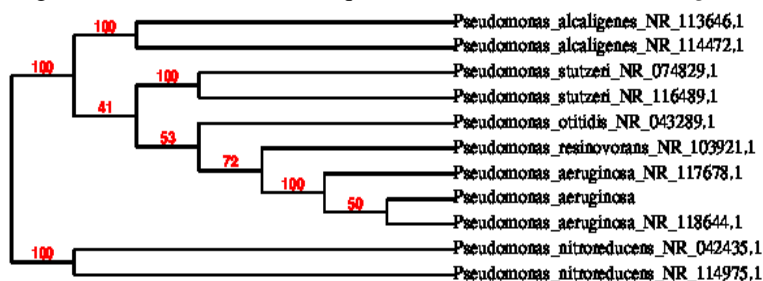 100 Pseudomonas_alcaligenes_NR_113646,1
Pseudomonas_alcaligenes_NR_114472,1
100 100 Pseudomonas_stutzeri_NR_074829,1
41 Pseudomonas_stutzeri_NR_116489,1
53 Pseudomonas_otitidis_NR_043289,1
72 Pseudomonas_resinovorans_NR_103921,1
100 Pseudomonas_aeruginosa_NR_117678,1
50 Pseudomonas_aeruginosa
Pseudomonas_aeruginosa_NR_118644,1
100 Pseudomonas_nitroreducens_NR_042435,1
Pseudomonas_nitroreducens_NR_114975,1